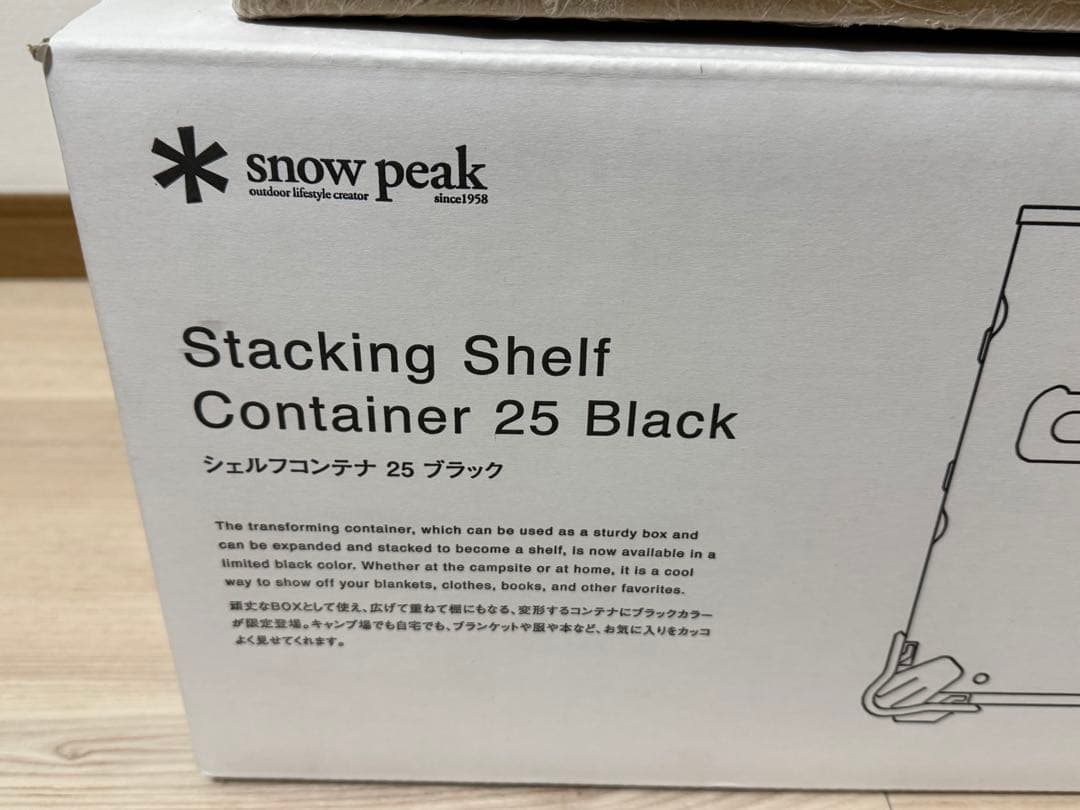 snow peak
outdoor lifestyle creator
since1958
Stacking Shelf
Container 25 Black
シェルフコンテナ 25 ブラック
The transforming container, which can be used as a sturdy box and
can be expanded and stacked to become a shelf, is now available in a
limited black color. Whether at the campsite or at home, it is a cool
way to show off your blankets, clothes, books, and other favorites.
頑丈なBOXとして使え、広げて重ねて棚にもなる、変形するコンテナにブラックカラー
が限定登場。キャンプ場でも自宅でも、ブランケットや服や本など、お気に入りをカッコ
よく見せてくれます。